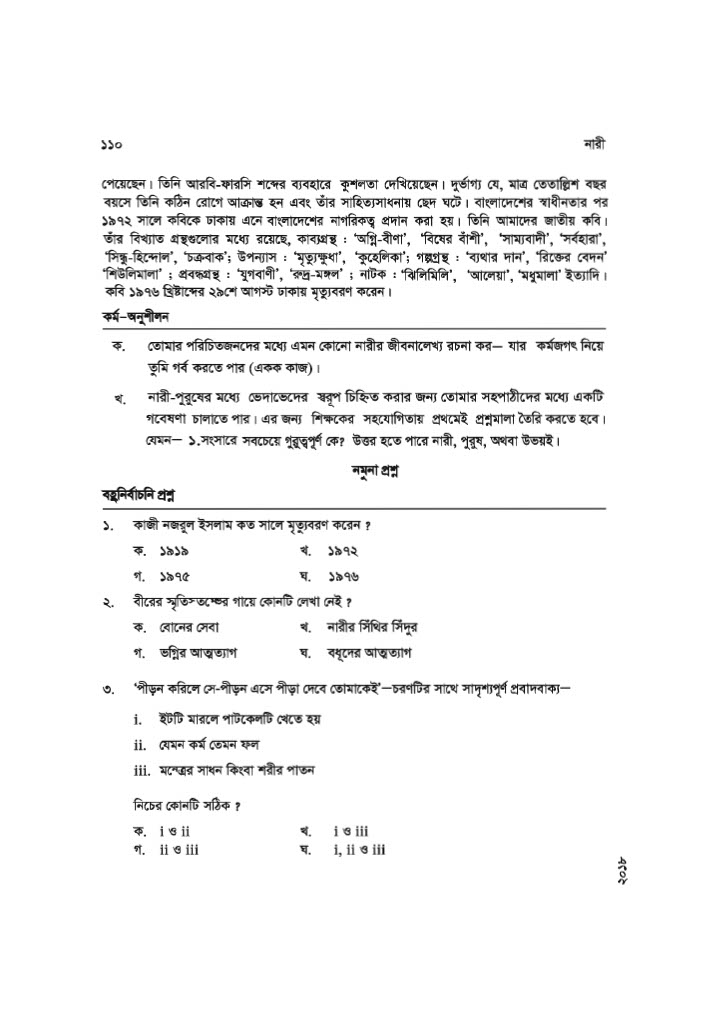 ১১০ নারী
পেয়েছেন। তিনি আরবি-ফারসি শব্দের ব্যবহারে কুশলতা দেখিয়েছেন। দুর্ভাগ্য যে, মাত্র তেতাল্লিশ বছর
বয়সে তিনি কঠিন রোগে আক্রান্ত হন এবং তাঁর সাহিত্যসাধনায় ছেদ ঘটে। বাংলাদেশের স্বাধীনতার পর
১৯৭২ সালে কবিকে ঢাকায় এনে বাংলাদেশের নাগরিকত্ব প্রদান করা হয়। তিনি আমাদের জাতীয় কবি।
তাঁর বিখ্যাত গ্রন্থগুলোর মধ্যে রয়েছে, কাব্যগ্রন্থ : ‘অগ্নি-বীণা’, ‘বিষের বাঁশী’, ‘সাম্যবাদী’, ‘সর্বহারা’,
‘সিন্ধু-হিন্দোল’, ‘চক্রবাক’; উপন্যাস : ‘মৃত্যুক্ষুধা’, ‘কুহেলিকা’; গল্পগ্রন্থ : ‘ব্যথার দান’, ‘রিক্তের বেদন’
‘শিউলিমালা’ ; প্রবন্ধগ্রন্থ : ‘যুগবাণী’, ‘রুদ্র-মঙ্গল’ ; নাটক : ‘ঝিলিমিলি’, ‘আলেয়া’, ‘মধুমালা’ ইত্যাদি।
কবি ১৯৭৬ খ্রিষ্টাব্দের ২৯শে আগস্ট ঢাকায় মৃত্যুবরণ করেন।
কর্ম-অনুশীলন
ক. তোমার পরিচিতজনদের মধ্যে এমন কোনো নারীর জীবনালেখ্য রচনা কর— যার কর্মজগৎ নিয়ে
তুমি গর্ব করতে পার (একক কাজ)।
খ. নারী-পুরুষের মধ্যে ভেদাভেদের স্বরূপ চিহ্নিত করার জন্য তোমার সহপাঠীদের মধ্যে একটি
গবেষণা চালাতে পার। এর জন্য শিক্ষকের সহযোগিতায় প্রথমেই প্রশ্নমালা তৈরি করতে হবে।
যেমন— ১.সংসারে সবচেয়ে গুরুত্বপূর্ণ কে? উত্তর হতে পারে নারী, পুরুষ, অথবা উভয়ই।
নমুনা প্রশ্ন
বহুনির্বাচনি প্রশ্ন
১. কাজী নজরুল ইসলাম কত সালে মৃত্যুবরণ করেন ?
ক. ১৯১৯ খ. ১৯৭২
গ. ১৯৭৫ ঘ. ১৯৭৬
২. বীরের স্মৃতিস্তম্ভের গায়ে কোনটি লেখা নেই ?
ক. বোনের সেবা খ. নারীর সিঁথির সিঁদুর
গ. ভগ্নির আত্মত্যাগ ঘ. বধূদের আত্মত্যাগ
৩. ‘পীড়ন করিলে সে-পীড়ন এসে পীড়া দেবে তোমাকেই’—চরণটির সাথে সাদৃশ্যপূর্ণ প্রবাদবাক্য—
i. ইটটি মারলে পাটকেলটি খেতে হয়
ii. যেমন কর্ম তেমন ফল
iii. মন্ত্রের সাধন কিংবা শরীর পাতন
নিচের কোনটি সঠিক ?
ক. i ও ii খ. i ও iii
গ. ii ও iii ঘ. i, ii ও iii
২০১৮